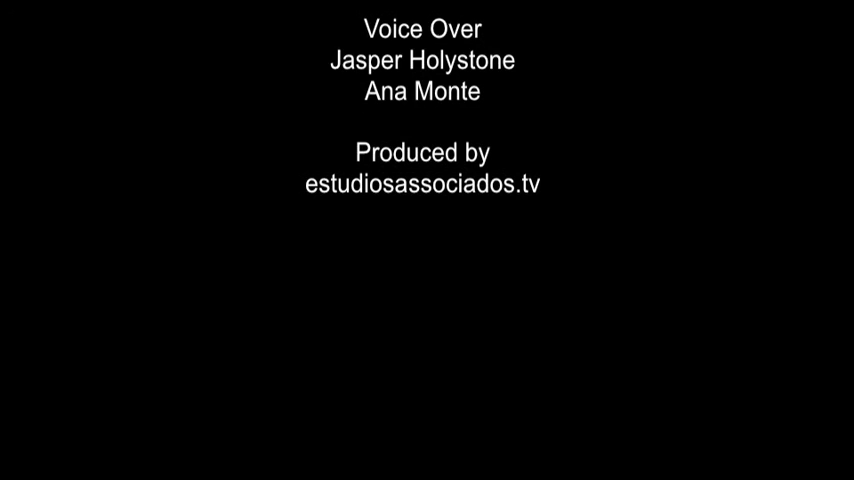 Voice Over
Jasper Holystone
Ana Monte
Produced by
estudiosassociados.tv